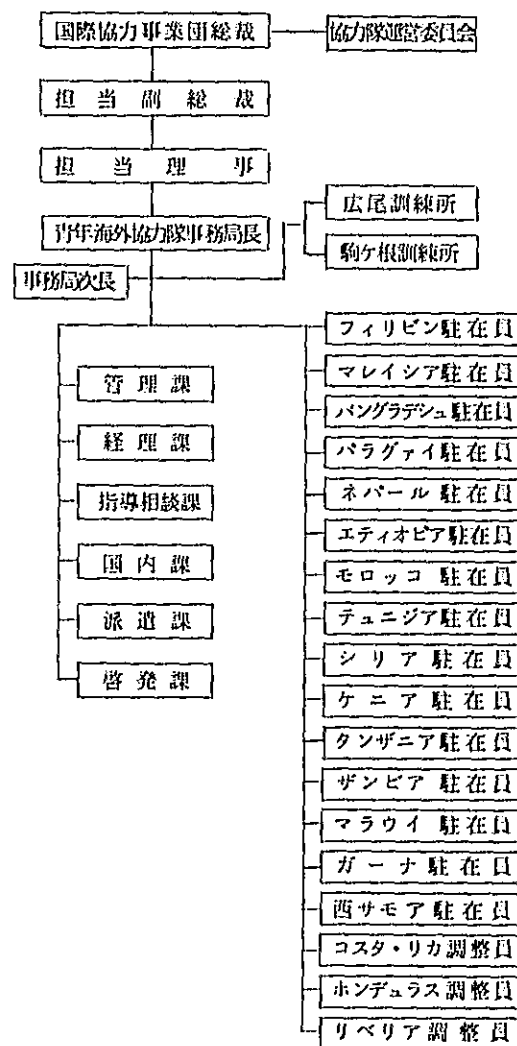 国際協力事業団総裁
協力隊運営委員会
担当副総裁
担当理事
青年海外協力隊事務局長
広尾訓練所
駒ケ根訓練所
事務局次長
管理課
経理課
指導相談課
国内課
派遣課
啓発課
フィリピン駐在員
マレイシア駐在員
バングラデシュ駐在員
パラグァイ駐在員
ネパール駐在員
エティオピア駐在員
モロッコ駐在員
テュニジア駐在員
シリア駐在員
ケニア駐在員
タンザニア駐在員
ザンビア駐在員
マラウイ駐在員
ガーナ駐在員
西サモア駐在員
コスタ・リカ調整員
ホンデュラス調整員
リベリア調整員